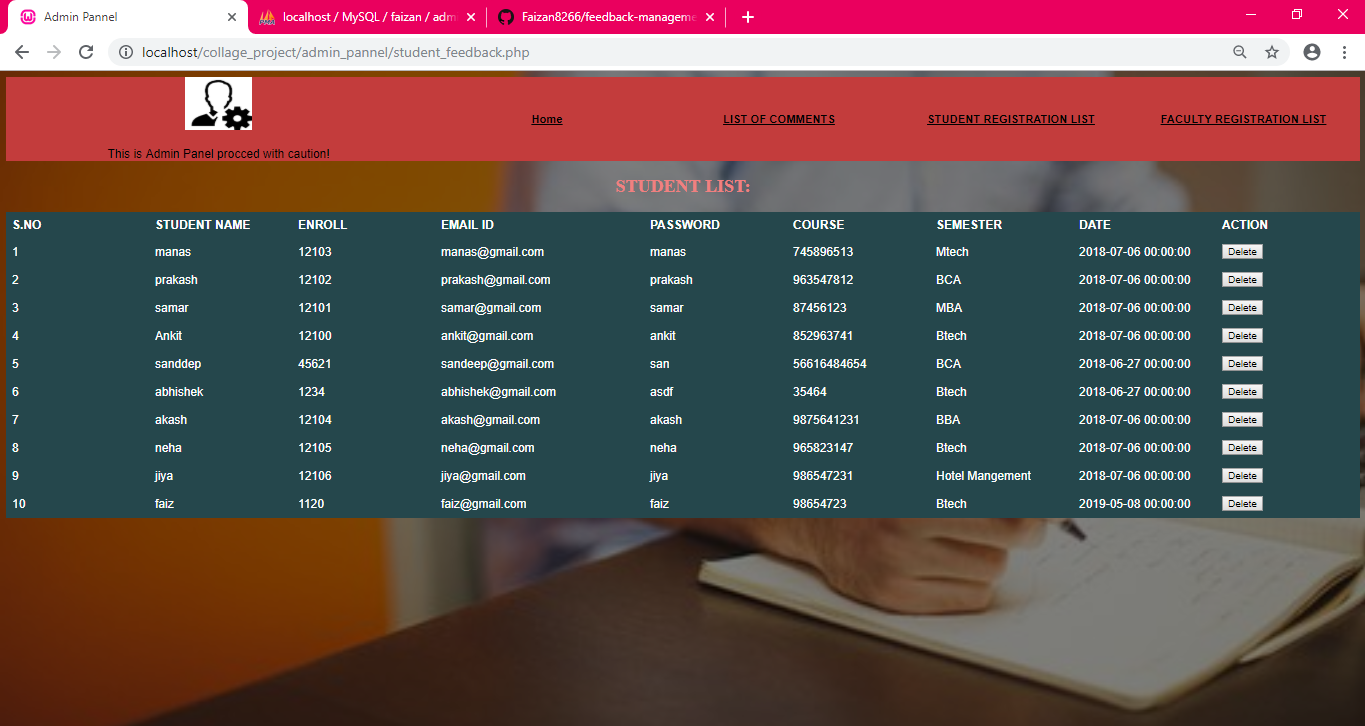 Admin Pannel
localhost / MySQL / faizan / adm
Faizan8266/feedback-manageme
localhost/collage_project/admin_pannel/student_feedback.php
Home LIST OF COMMENTS STUDENT REGISTRATION LIST FACULTY REGISTRATION LIST
This is Admin Panel procced with caution!
STUDENT LIST:
S.NO STUDENT NAME ENROLL EMAIL ID PASSWORD COURSE SEMESTER DATE ACTION
1 manas 12103 manas@gmail.com manas 745896513 Mtech 2018-07-06 00:00:00 Delete
2 prakash 12102 prakash@gmail.com prakash 963547812 BCA 2018-07-06 00:00:00 Delete
3 samar 12101 samar@gmail.com samar 87456123 MBA 2018-07-06 00:00:00 Delete
4 Ankit 12100 ankit@gmail.com ankit 852963741 Btech 2018-07-06 00:00:00 Delete
5 sanddep 45621 sandeep@gmail.com san 56616484654 BCA 2018-06-27 00:00:00 Delete
6 abhishek 1234 abhishek@gmail.com asdf 35464 Btech 2018-06-27 00:00:00 Delete
7 akash 12104 akash@gmail.com akash 9875641231 BBA 2018-07-06 00:00:00 Delete
8 neha 12105 neha@gmail.com neha 965823147 Btech 2018-07-06 00:00:00 Delete
9 jiya 12106 jiya@gmail.com jiya 986547231 Hotel Mangement 2018-07-06 00:00:00 Delete
10 faiz 1120 faiz@gmail.com faiz 98654723 Btech 2019-05-08 00:00:00 Delete